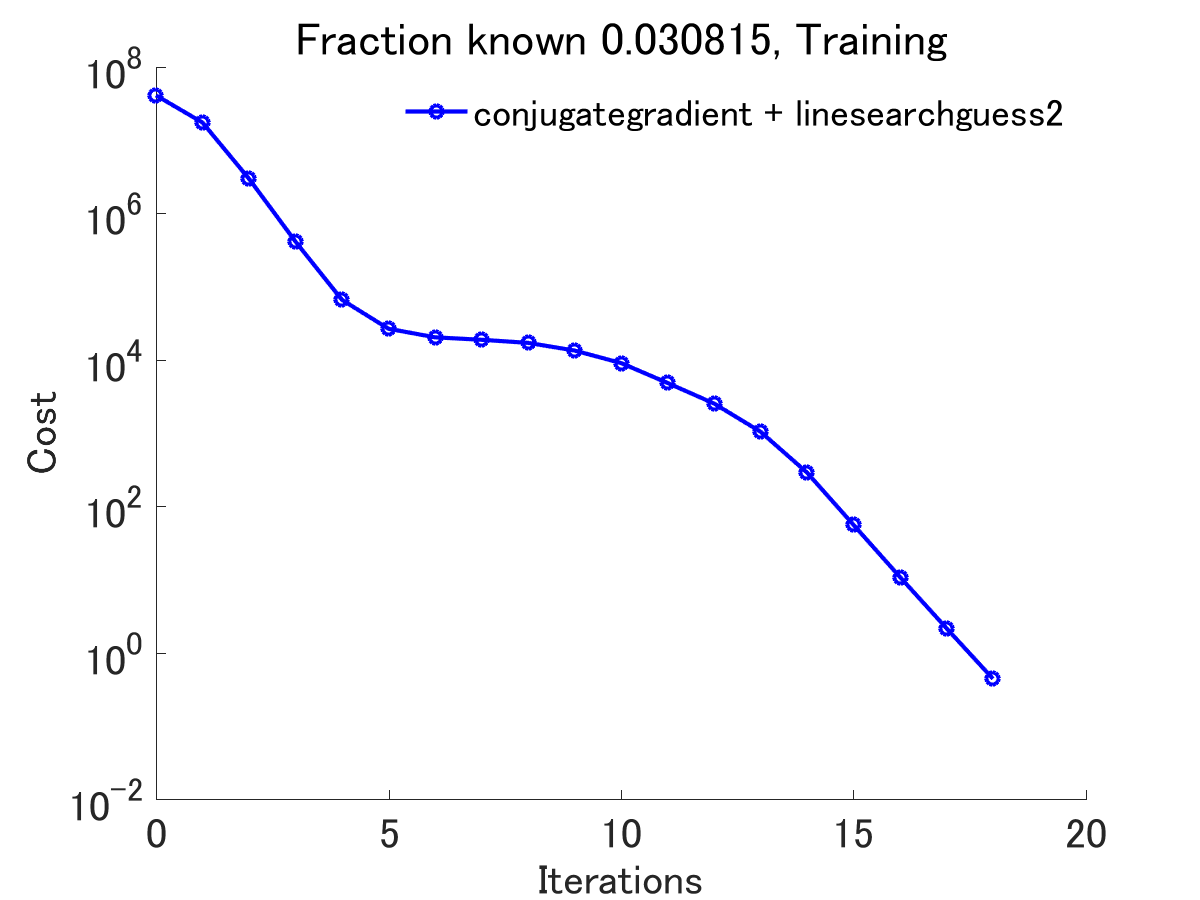 Fraction known 0.030815, Training
conjugategradient + linesearchguess2
Cost
10^8
10^6
10^4
10^2
10^0
10^-2
0 5 10 15 20
Iterations